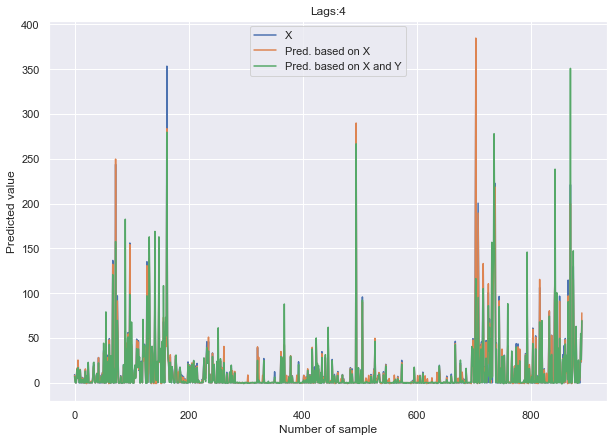 Lags:4
X
Pred. based on X
Pred. based on X and Y
Predicted value
400
350
300
250
200
150
100
50
0
0
200
400
600
800
Number of sample